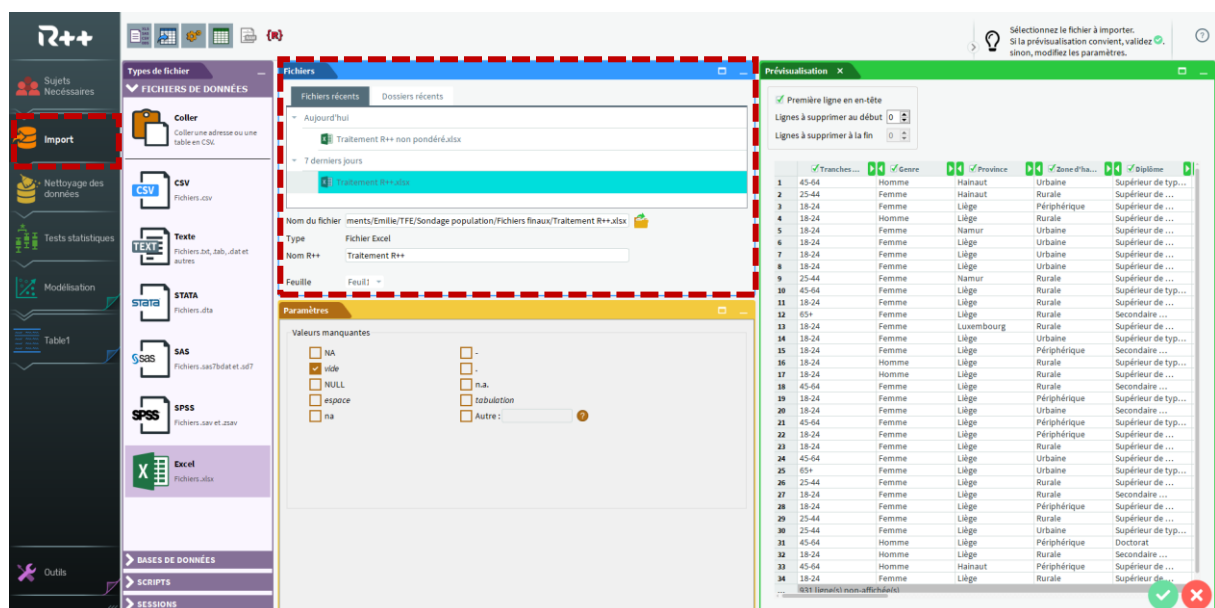 R++
{R}
Sélectionnez le fichier à importer.
Si la prévisualisation convient, validez
sinon, modifiez les paramètres.
?
Sujets
Necéssaires
Import
Nettoyage des
données
Tests statistiques
Modélisation
Table1
Outils
Types de fichier
FICHIERS DE DONNÉES
Coller
Coller une adresse ou une
table en CSV.
CSV
CSV
Fichiers .csv
TEXTE
Texte
Fichiers .txt, .tab, .dat et
autres
STATA
STATA
Fichiers .dta
SAS
SAS
Fichiers .sas7bdat et .sd7
SPSS
SPSS
Fichiers .sav et .zsav
X
Excel
Fichiers .xlsx
BASES DE DONNÉES
SCRIPTS
SESSIONS
Fichiers
Fichiers récents Dossiers récents
Aujourd'hui
Traitement R++ non pondéré.xlsx
7 derniers jours
Traitement R++.xlsx
Nom du fichier ments/Emilie/TFE/Sondage population/Fichiers finaux/Traitement R++.xlsx
Type Fichier Excel
Nom R++ Traitement R++
Feuille Feuil1
Paramètres
Valeurs manquantes
NA -
vide .
NULL n.a.
espace tabulation
na Autre : ?
Prévisualisation X
Première ligne en en-tête
Lignes à supprimer au début 0
Lignes à supprimer à la fin 0
Tranches ... Genre Province Zone d'ha... Diplôme
1 45-64 Homme Hainaut Urbaine Supérieur de typ...
2 25-44 Femme Hainaut Rurale Supérieur de ...
3 18-24 Femme Liège Périphérique Supérieur de ...
4 18-24 Homme Liège Rurale Supérieur de ...
5 18-24 Femme Namur Urbaine Supérieur de ...
6 18-24 Femme Liège Urbaine Supérieur de ...
7 18-24 Femme Liège Urbaine Supérieur de ...
8 18-24 Femme Liège Urbaine Supérieur de ...
9 25-44 Femme Namur Rurale Supérieur de ...
10 45-64 Femme Liège Rurale Supérieur de typ...
11 18-24 Femme Liège Rurale Supérieur de ...
12 65+ Femme Liège Rurale Secondaire ...
13 18-24 Femme Luxembourg Rurale Supérieur de ...
14 18-24 Femme Liège Urbaine Supérieur de typ...
15 18-24 Femme Liège Périphérique Secondaire ...
16 18-24 Homme Liège Rurale Supérieur de typ...
17 18-24 Homme Liège Rurale Supérieur de ...
18 45-64 Femme Liège Rurale Secondaire ...
19 18-24 Femme Liège Périphérique Supérieur de typ...
20 18-24 Femme Liège Urbaine Secondaire ...
21 45-64 Femme Liège Périphérique Supérieur de typ...
22 18-24 Femme Liège Périphérique Supérieur de ...
23 18-24 Femme Liège Rurale Supérieur de ...
24 45-64 Femme Liège Urbaine Supérieur de ...
25 65+ Femme Liège Urbaine Supérieur de typ...
26 25-44 Femme Liège Rurale Supérieur de ...
27 18-24 Femme Liège Rurale Secondaire ...
28 18-24 Femme Liège Périphérique Supérieur de ...
29 25-44 Femme Liège Rurale Supérieur de ...
30 25-44 Femme Liège Urbaine Supérieur de typ...
31 45-64 Homme Liège Périphérique Doctorat
32 18-24 Homme Liège Rurale Secondaire ...
33 45-64 Homme Hainaut Périphérique Supérieur de ...
34 18-24 Femme Liège Rurale Supérieur de ...
... 931 ligne(s) non-affichée(s)